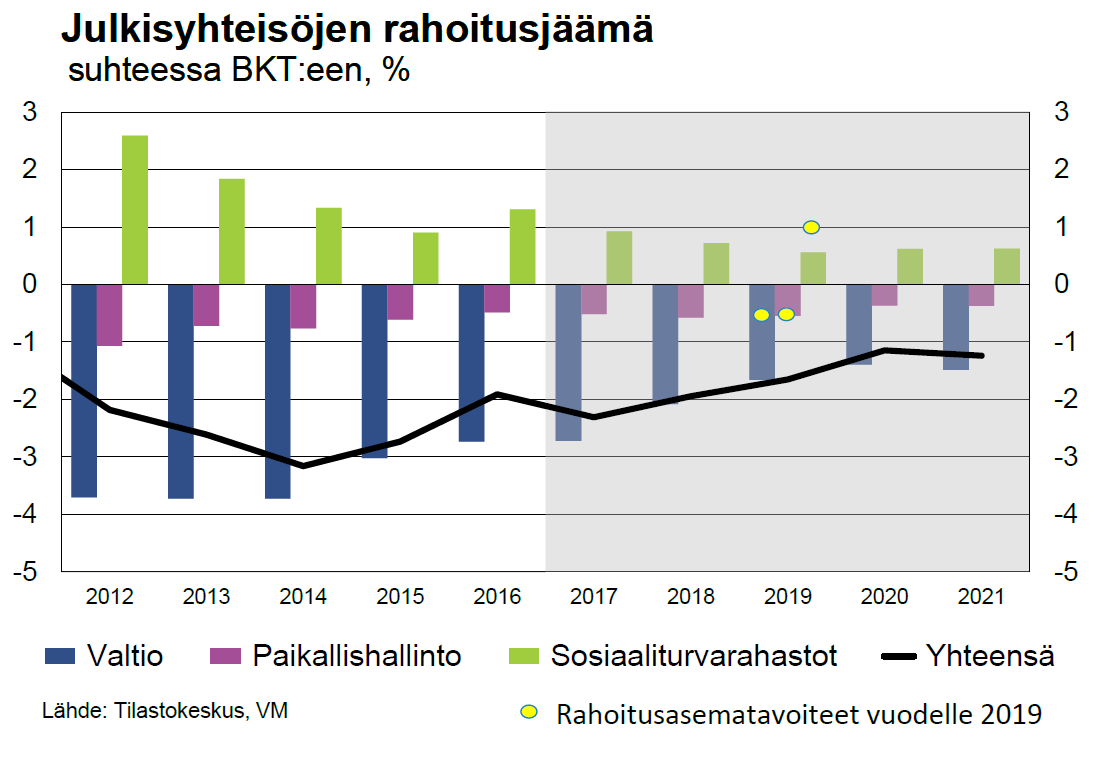 Julkisyhteisöjen rahoitusjäämä
suhteessa BKT:een, %
3 3
2 2
1 1
0 0
-1 -1
-2 -2
-3 -3
-4 -4
-5 -5
2012 2013 2014 2015 2016 2017 2018 2019 2020 2021
Valtio Paikallishallinto Sosiaaliturvarahastot Yhteensä
Lähde: Tilastokeskus, VM Rahoitusasematavoiteet vuodelle 2019